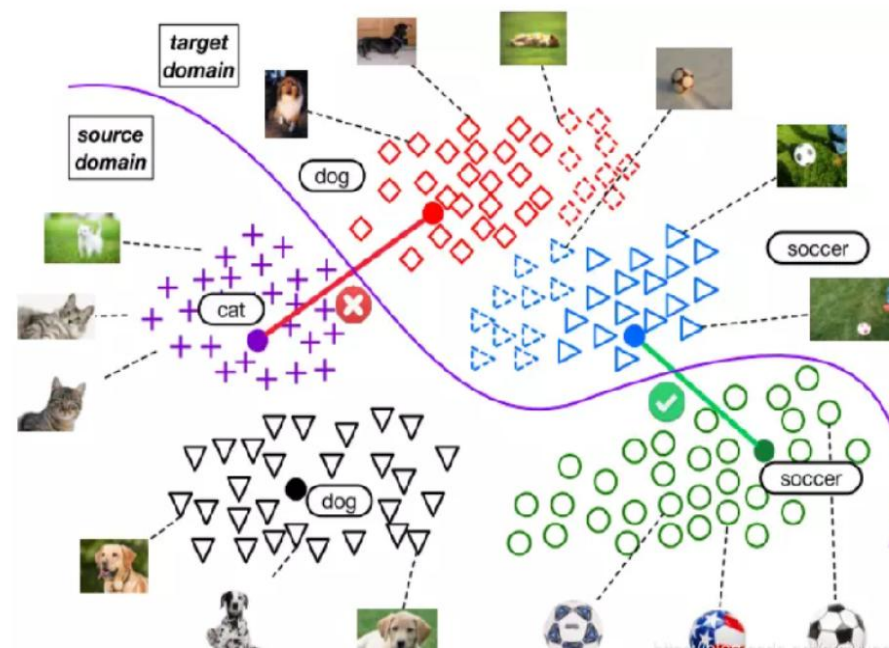 target
domain
source
domain
dog
soccer
cat
dog
soccer